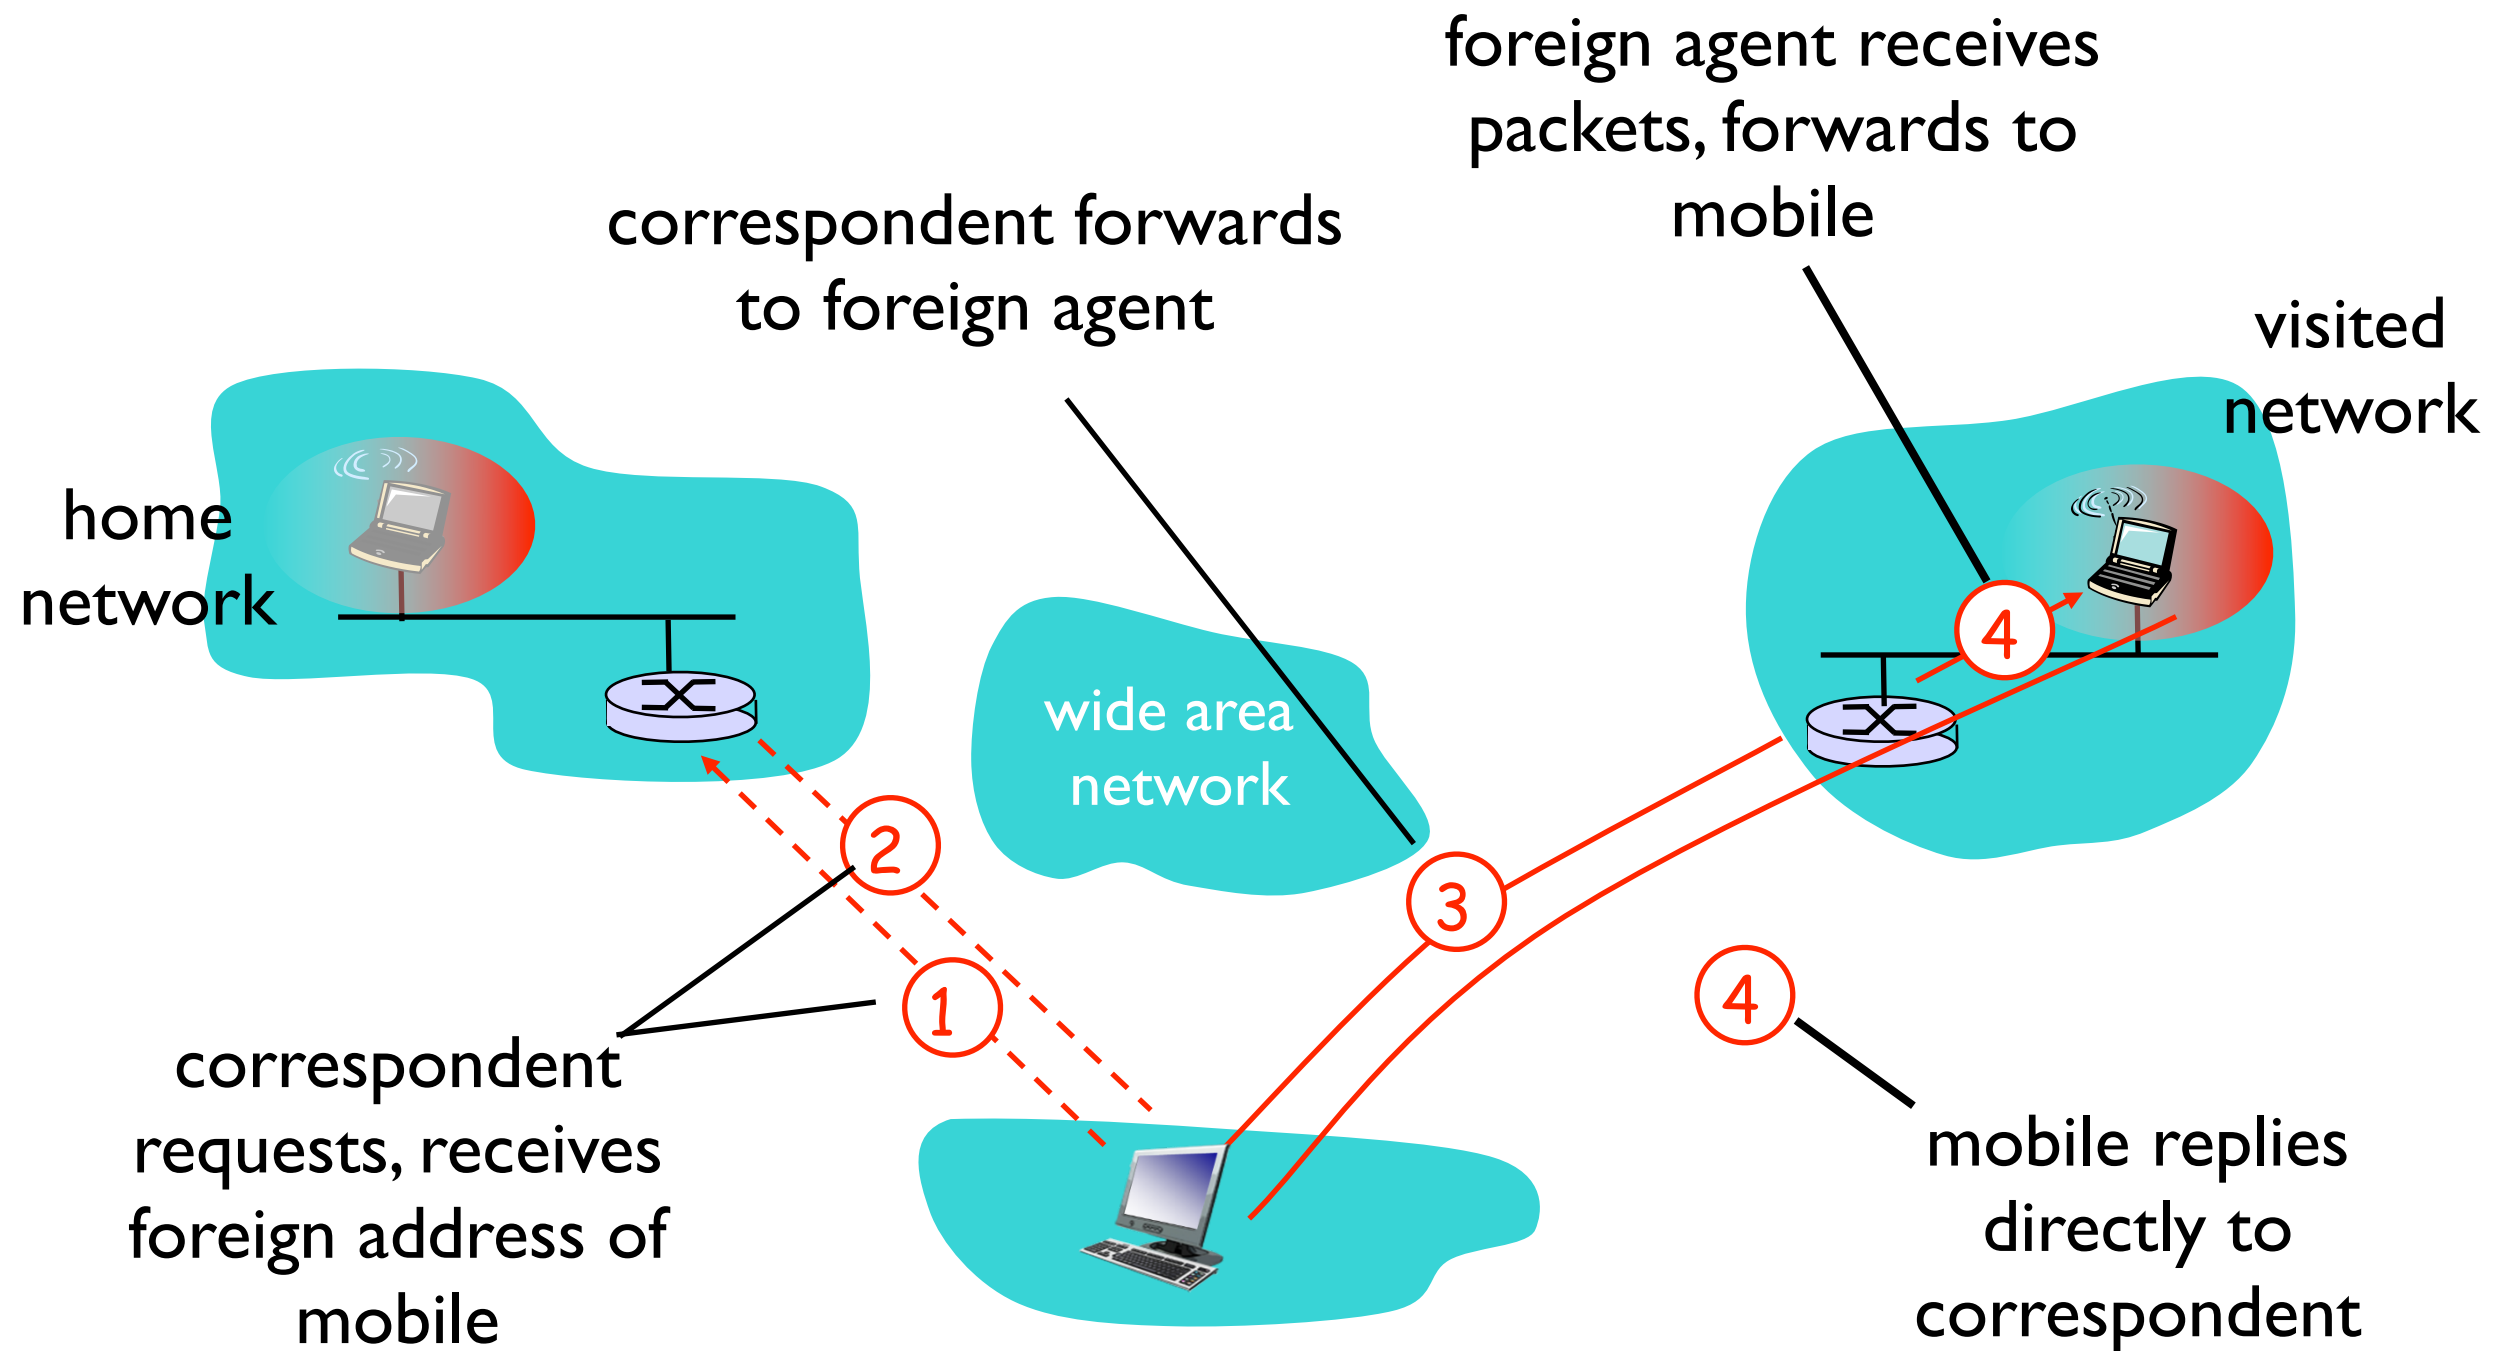 foreign agent receives
packets, forwards to
mobile
correspondent forwards
to foreign agent
visited
network
home
network
wide area
network
4
2
3
1
4
correspondent
requests, receives
foreign address of
mobile
mobile replies
directly to
correspondent